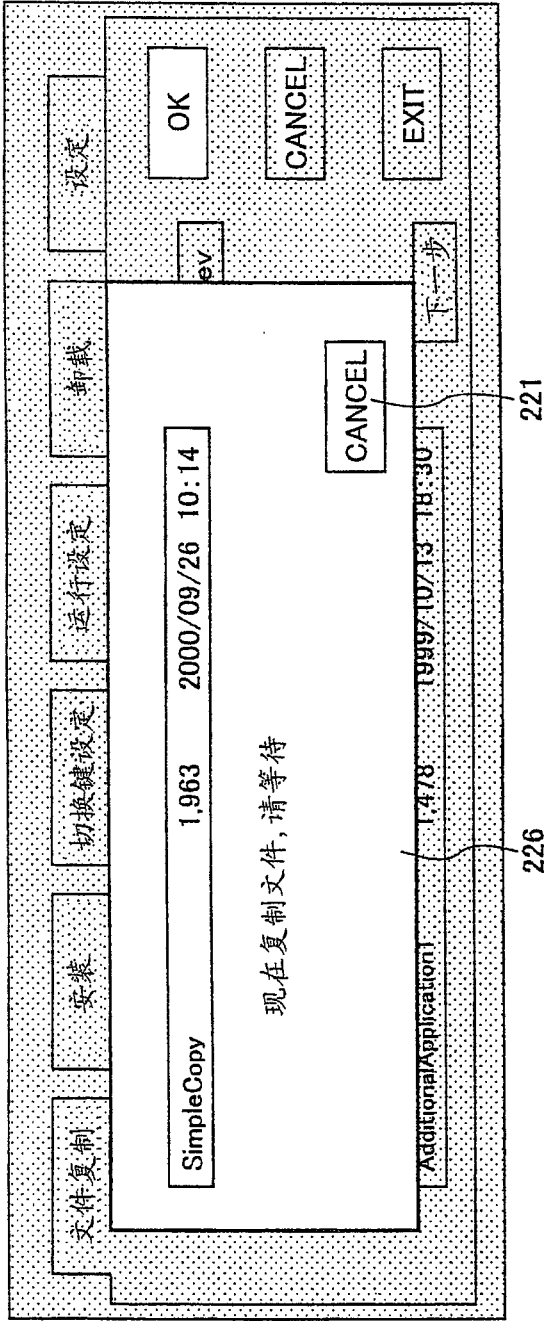 文件复制
安装
切换键设定
运行设定
卸载
设定
OK
CANCEL
EXIT
ev
下一步
SimpleCopy 1,963 2000/09/26 10:14
现在复制文件,请等待
CANCEL
AdditionalApplication1 1,478 1999/10/13 18:30
226
221